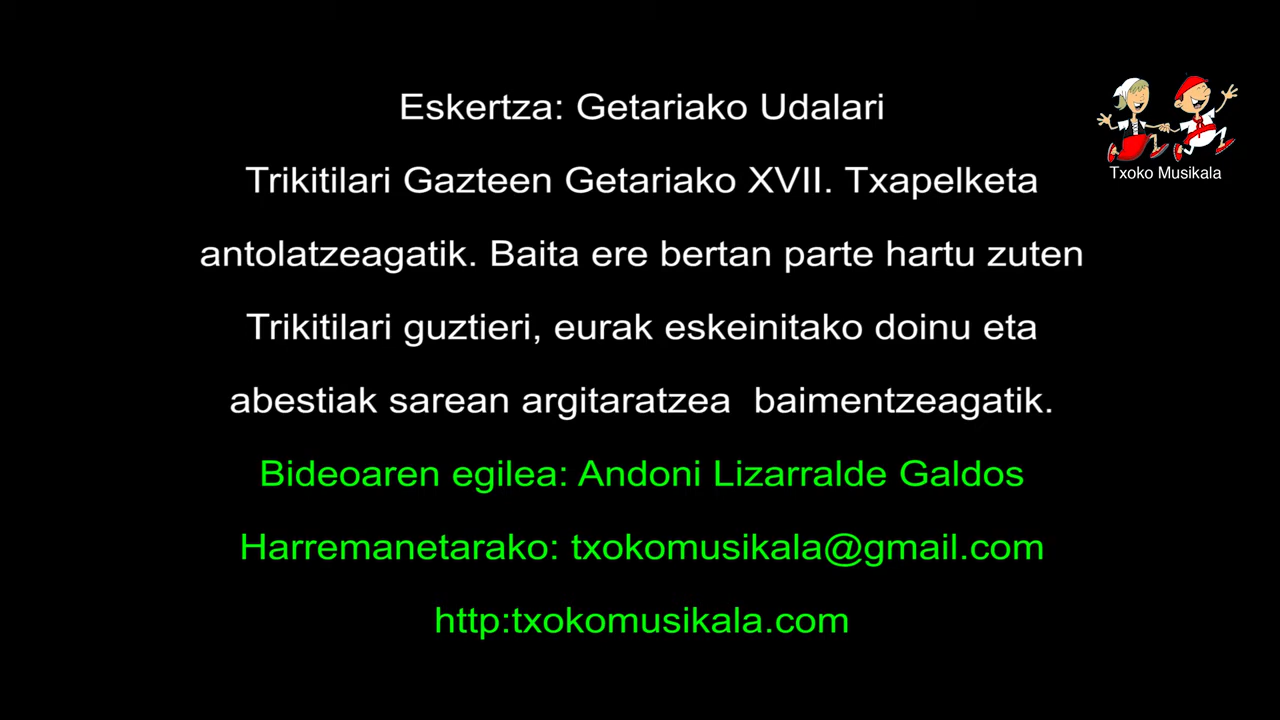 Eskertza: Getariako Udalari
Trikitilari Gazteen Getariako XVII. Txapelketa
antolatzeagatik. Baita ere bertan parte hartu zuten
Trikitilari guztieri, eurak eskeinitako doinu eta
abestiak sarean argitaratzea  baimentzeagatik.
Bideoaren egilea: Andoni Lizarralde Galdos
Harremanetarako: txokomusikala@gmail.com
http:txokomusikala.com
Txoko Musikala